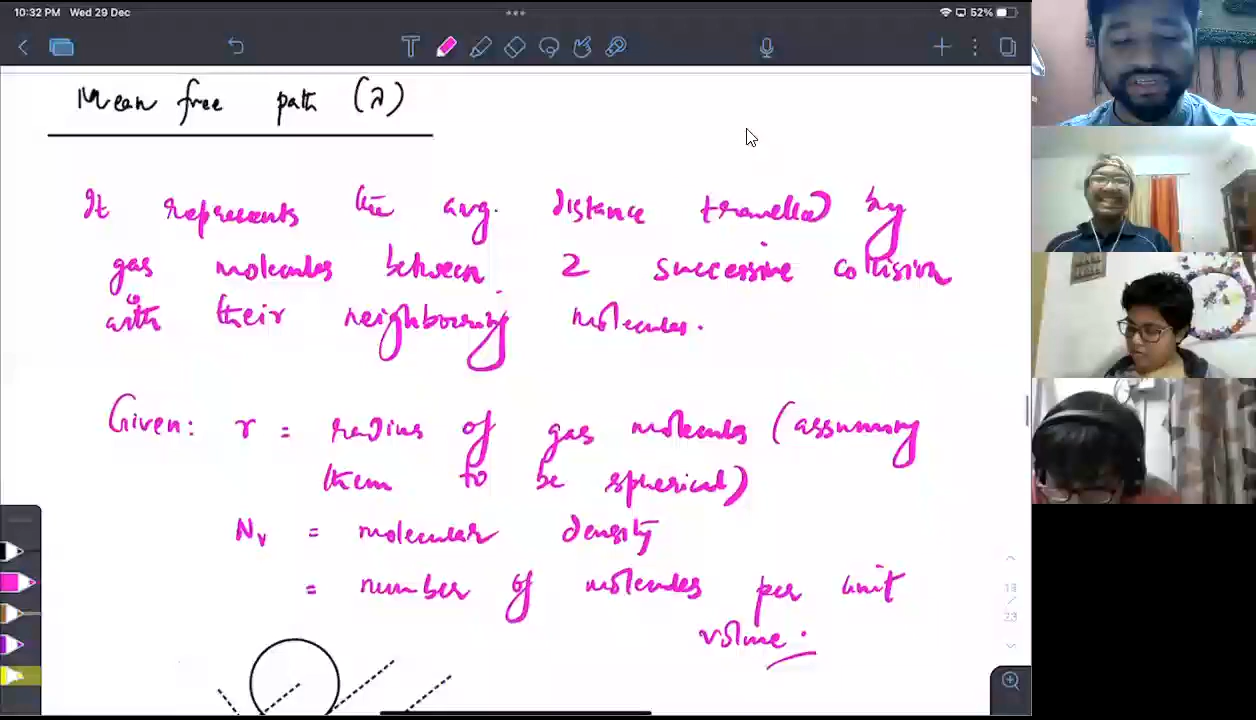 10:32 PM Wed 29 Dec
52%
Mean free path (λ)
It represents the avg. distance travelled by
gas molecules between 2 successive collision
with their neighbouring molecules.
Given: r = radius of gas molecules (assuming
them to be spherical)
Nv = molecular density
= number of molecules per unit
volume.
13
/
23